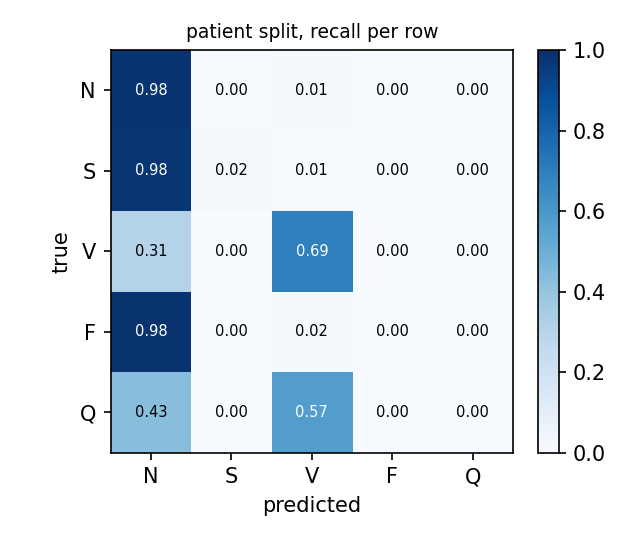 patient split, recall per row
N 0.98 0.00 0.01 0.00 0.00
S 0.98 0.02 0.01 0.00 0.00
V 0.31 0.00 0.69 0.00 0.00
F 0.98 0.00 0.02 0.00 0.00
Q 0.43 0.00 0.57 0.00 0.00
N S V F Q
predicted
true
1.0
0.8
0.6
0.4
0.2
0.0